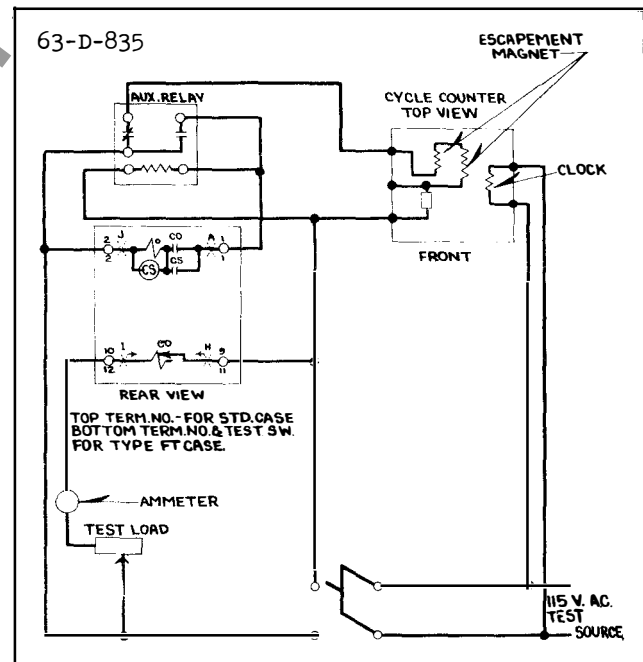 63-D-835
ESCAPEMENT
MAGNET
AUX. RELAY
CYCLE COUNTER
TOP VIEW
CLOCK
FRONT
2 J CO A 1
2 CS 1
CS
10 I CO H 9
12 11
REAR VIEW
TOP TERM. NO. - FOR STD. CASE
BOTTOM TERM. NO. & TEST SW.
FOR TYPE FT CASE.
AMMETER
TEST LOAD
115 V. A.C.
TEST
SOURCE